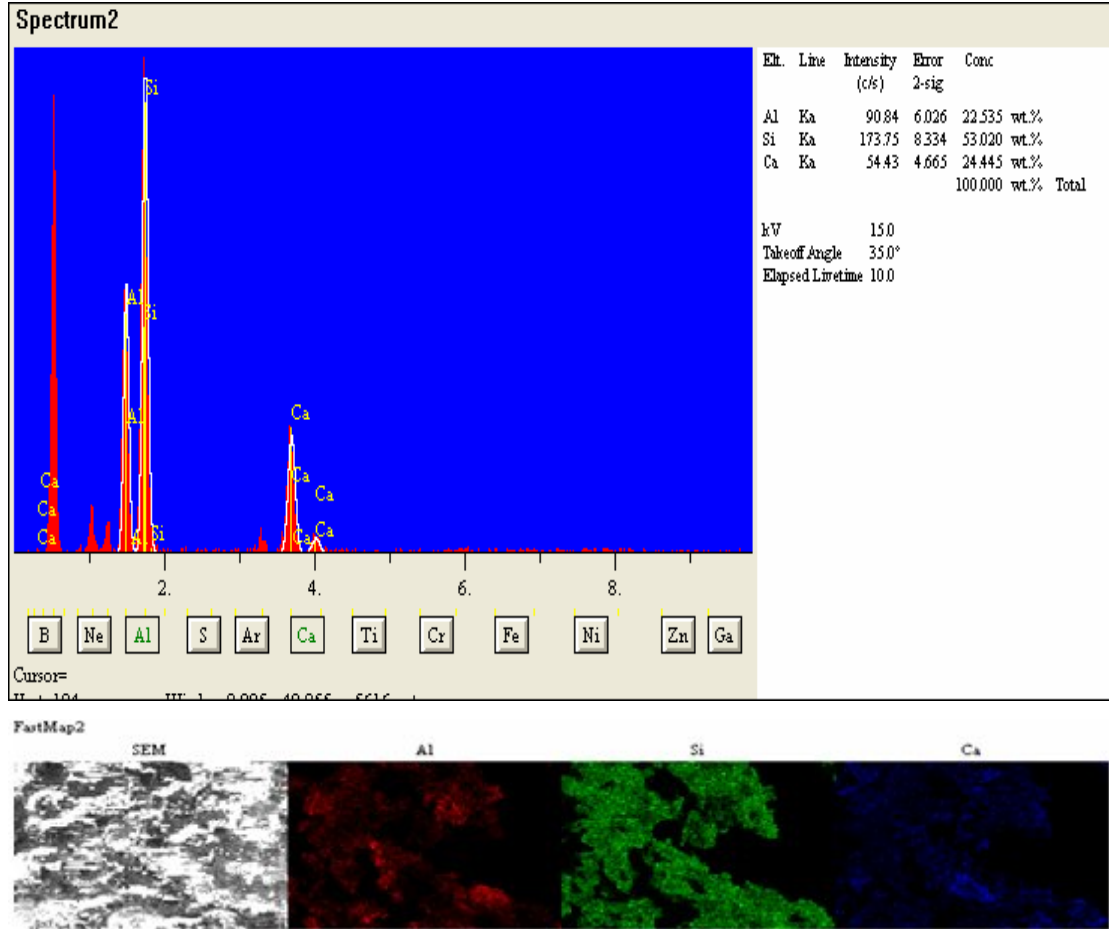 Spectrum2
Elt. Line Intensity Error Conc
(c/s) 2-sig
Al Ka 90.84 6.026 22.535 wt.%
Si Ka 173.75 8.334 53.020 wt.%
Ca Ka 54.43 4.665 24.445 wt.%
100.000 wt.% Total
kV 15.0
Takeoff Angle 35.0°
Elapsed Livetime 10.0
Si
Al Si
Al
Ca
Ca Ca Ca
Ca Ca
Ca Al Si Ca
2. 4. 6. 8.
B Ne Al S Ar Ca Ti Cr Fe Ni Zn Ga
Cursor=
FastMap2
SEM Al Si Ca